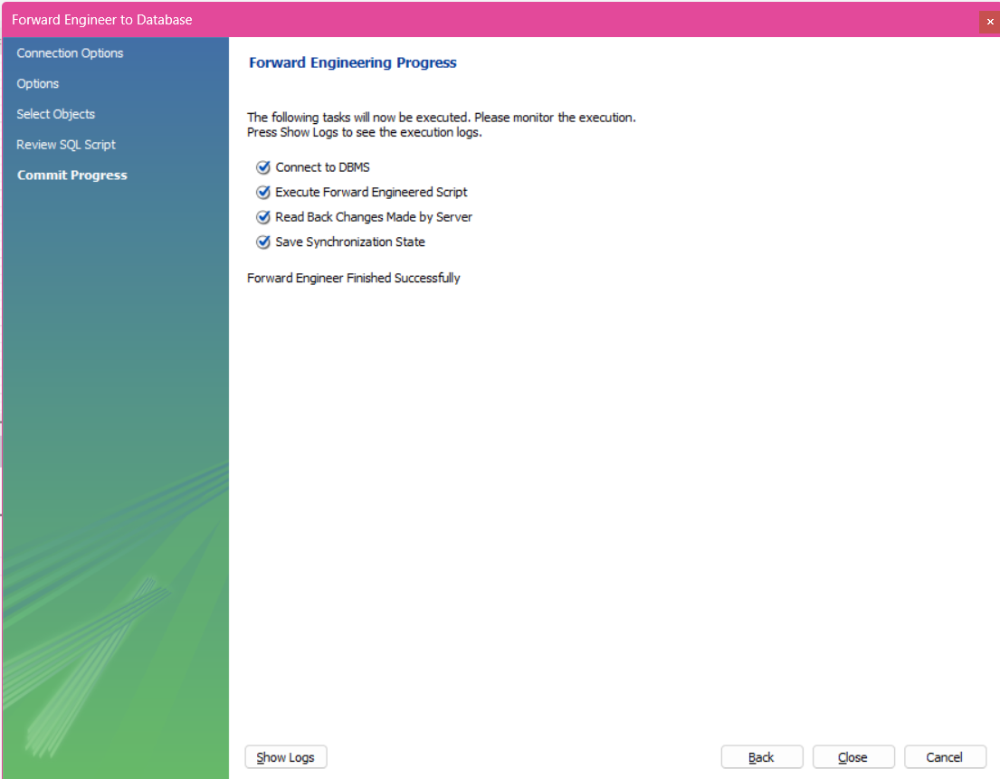 Forward Engineer to Database
Connection Options
Options
Select Objects
Review SQL Script
Commit Progress
Forward Engineering Progress
The following tasks will now be executed. Please monitor the execution.
Press Show Logs to see the execution logs.
Connect to DBMS
Execute Forward Engineered Script
Read Back Changes Made by Server
Save Synchronization State
Forward Engineer Finished Successfully
Show Logs
Back
Close
Cancel